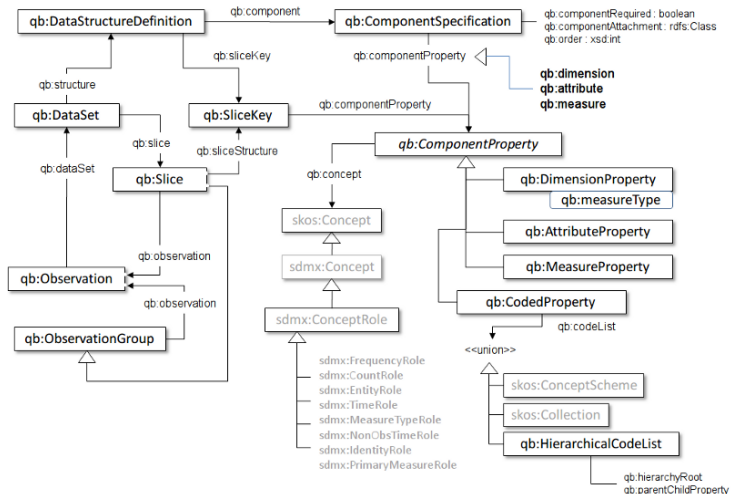 qb:DataStructureDefinition
qb:component
qb:ComponentSpecification
qb:componentRequired : boolean
qb:componentAttachment : rdfs:Class
qb:order : xsd:int
qb:sliceKey
qb:componentProperty
qb:dimension
qb:attribute
qb:measure
qb:structure
qb:DataSet
qb:SliceKey
qb:componentProperty
qb:slice
qb:sliceStructure
qb:ComponentProperty
qb:dataSet
qb:Slice
qb:concept
qb:DimensionProperty
qb:measureType
skos:Concept
qb:AttributeProperty
qb:observation
sdmx:Concept
qb:MeasureProperty
qb:Observation
qb:observation
qb:CodedProperty
sdmx:ConceptRole
qb:codeList
qb:ObservationGroup
<<union>>
sdmx:FrequencyRole
sdmx:CountRole
sdmx:EntityRole
sdmx:TimeRole
sdmx:MeasureTypeRole
sdmx:NonObsTimeRole
sdmx:IdentityRole
sdmx:PrimaryMeasureRole
skos:ConceptScheme
skos:Collection
qb:HierarchicalCodeList
qb:hierarchyRoot
qb:parentChildProperty